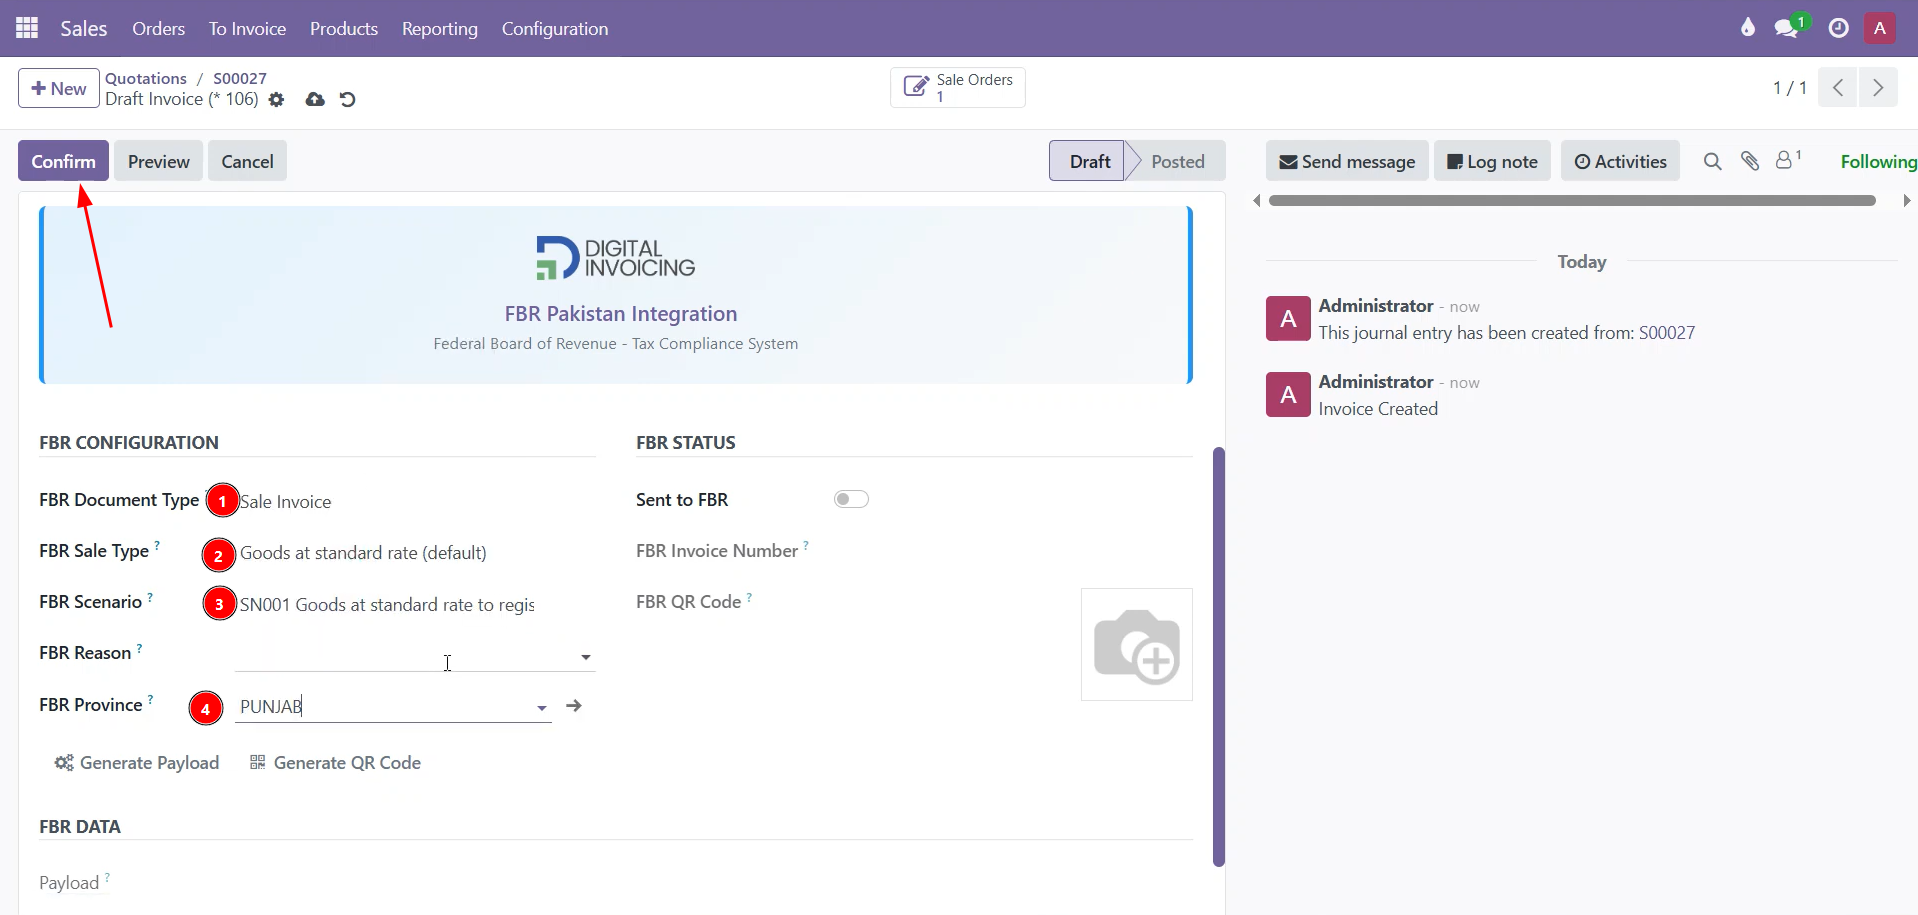 Sales Orders To Invoice Products Reporting Configuration 1 A
New Quotations / S00027
Draft Invoice (* 106)
Sale Orders
1
1 / 1
Confirm Preview Cancel Draft Posted Send message Log note Activities 1 Following
DIGITAL
INVOICING
FBR Pakistan Integration
Federal Board of Revenue - Tax Compliance System
Today
A Administrator - now
This journal entry has been created from: S00027
A Administrator - now
Invoice Created
FBR CONFIGURATION
FBR Document Type 1 Sale Invoice
FBR Sale Type ? 2 Goods at standard rate (default)
FBR Scenario ? 3 SN001 Goods at standard rate to regis
FBR Reason ?
FBR Province ? 4 PUNJAB
Generate Payload Generate QR Code
FBR STATUS
Sent to FBR
FBR Invoice Number ?
FBR QR Code ?
FBR DATA
Payload ?